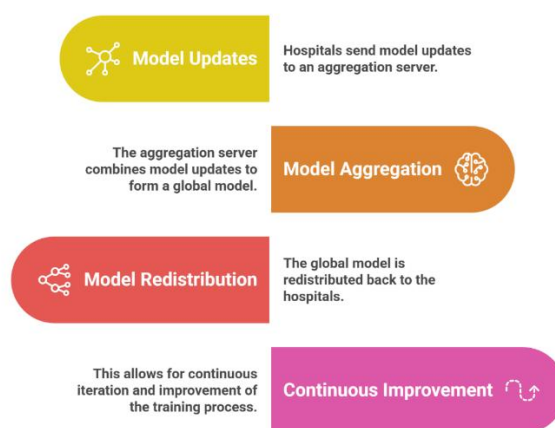 Model Updates
Hospitals send model updates
to an aggregation server.
The aggregation server
combines model updates to
form a global model.
Model Aggregation
Model Redistribution
The global model is
redistributed back to the
hospitals.
This allows for continuous
iteration and improvement of
the training process.
Continuous Improvement